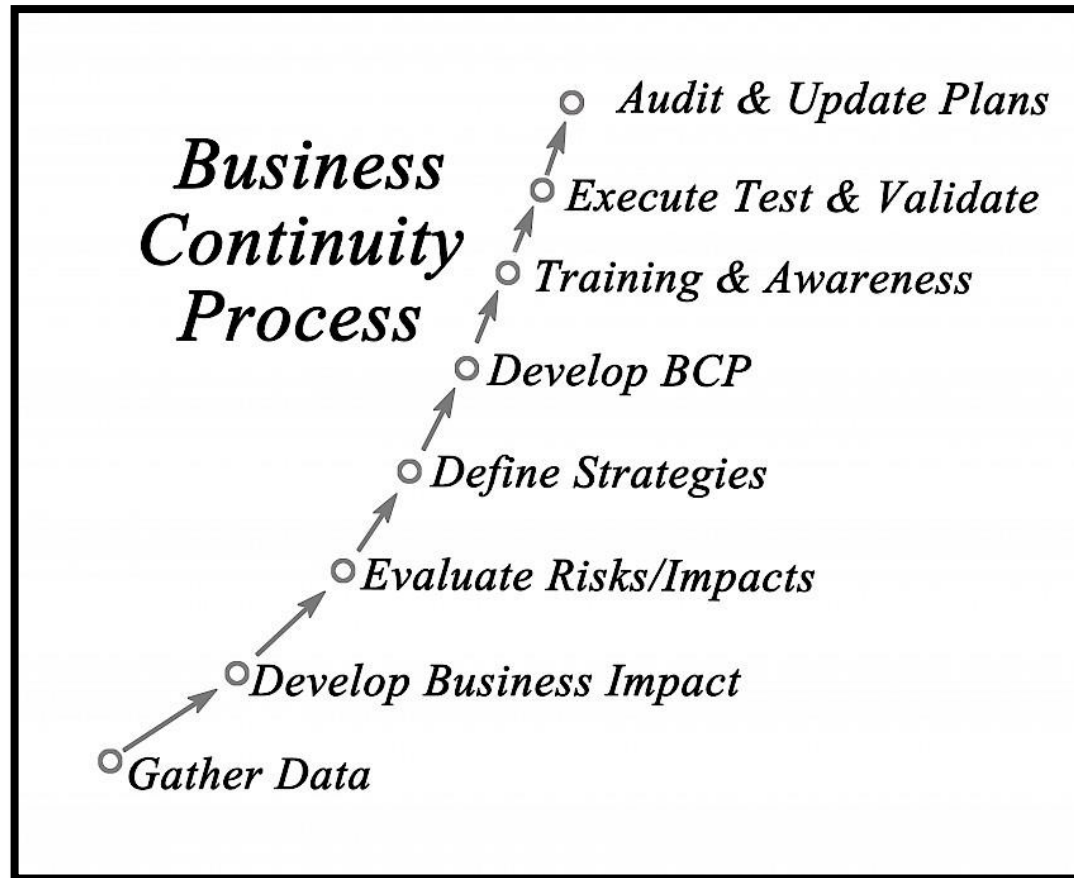 Business
Continuity
Process
Audit & Update Plans
Execute Test & Validate
Training & Awareness
Develop BCP
Define Strategies
Evaluate Risks/Impacts
Develop Business Impact
Gather Data